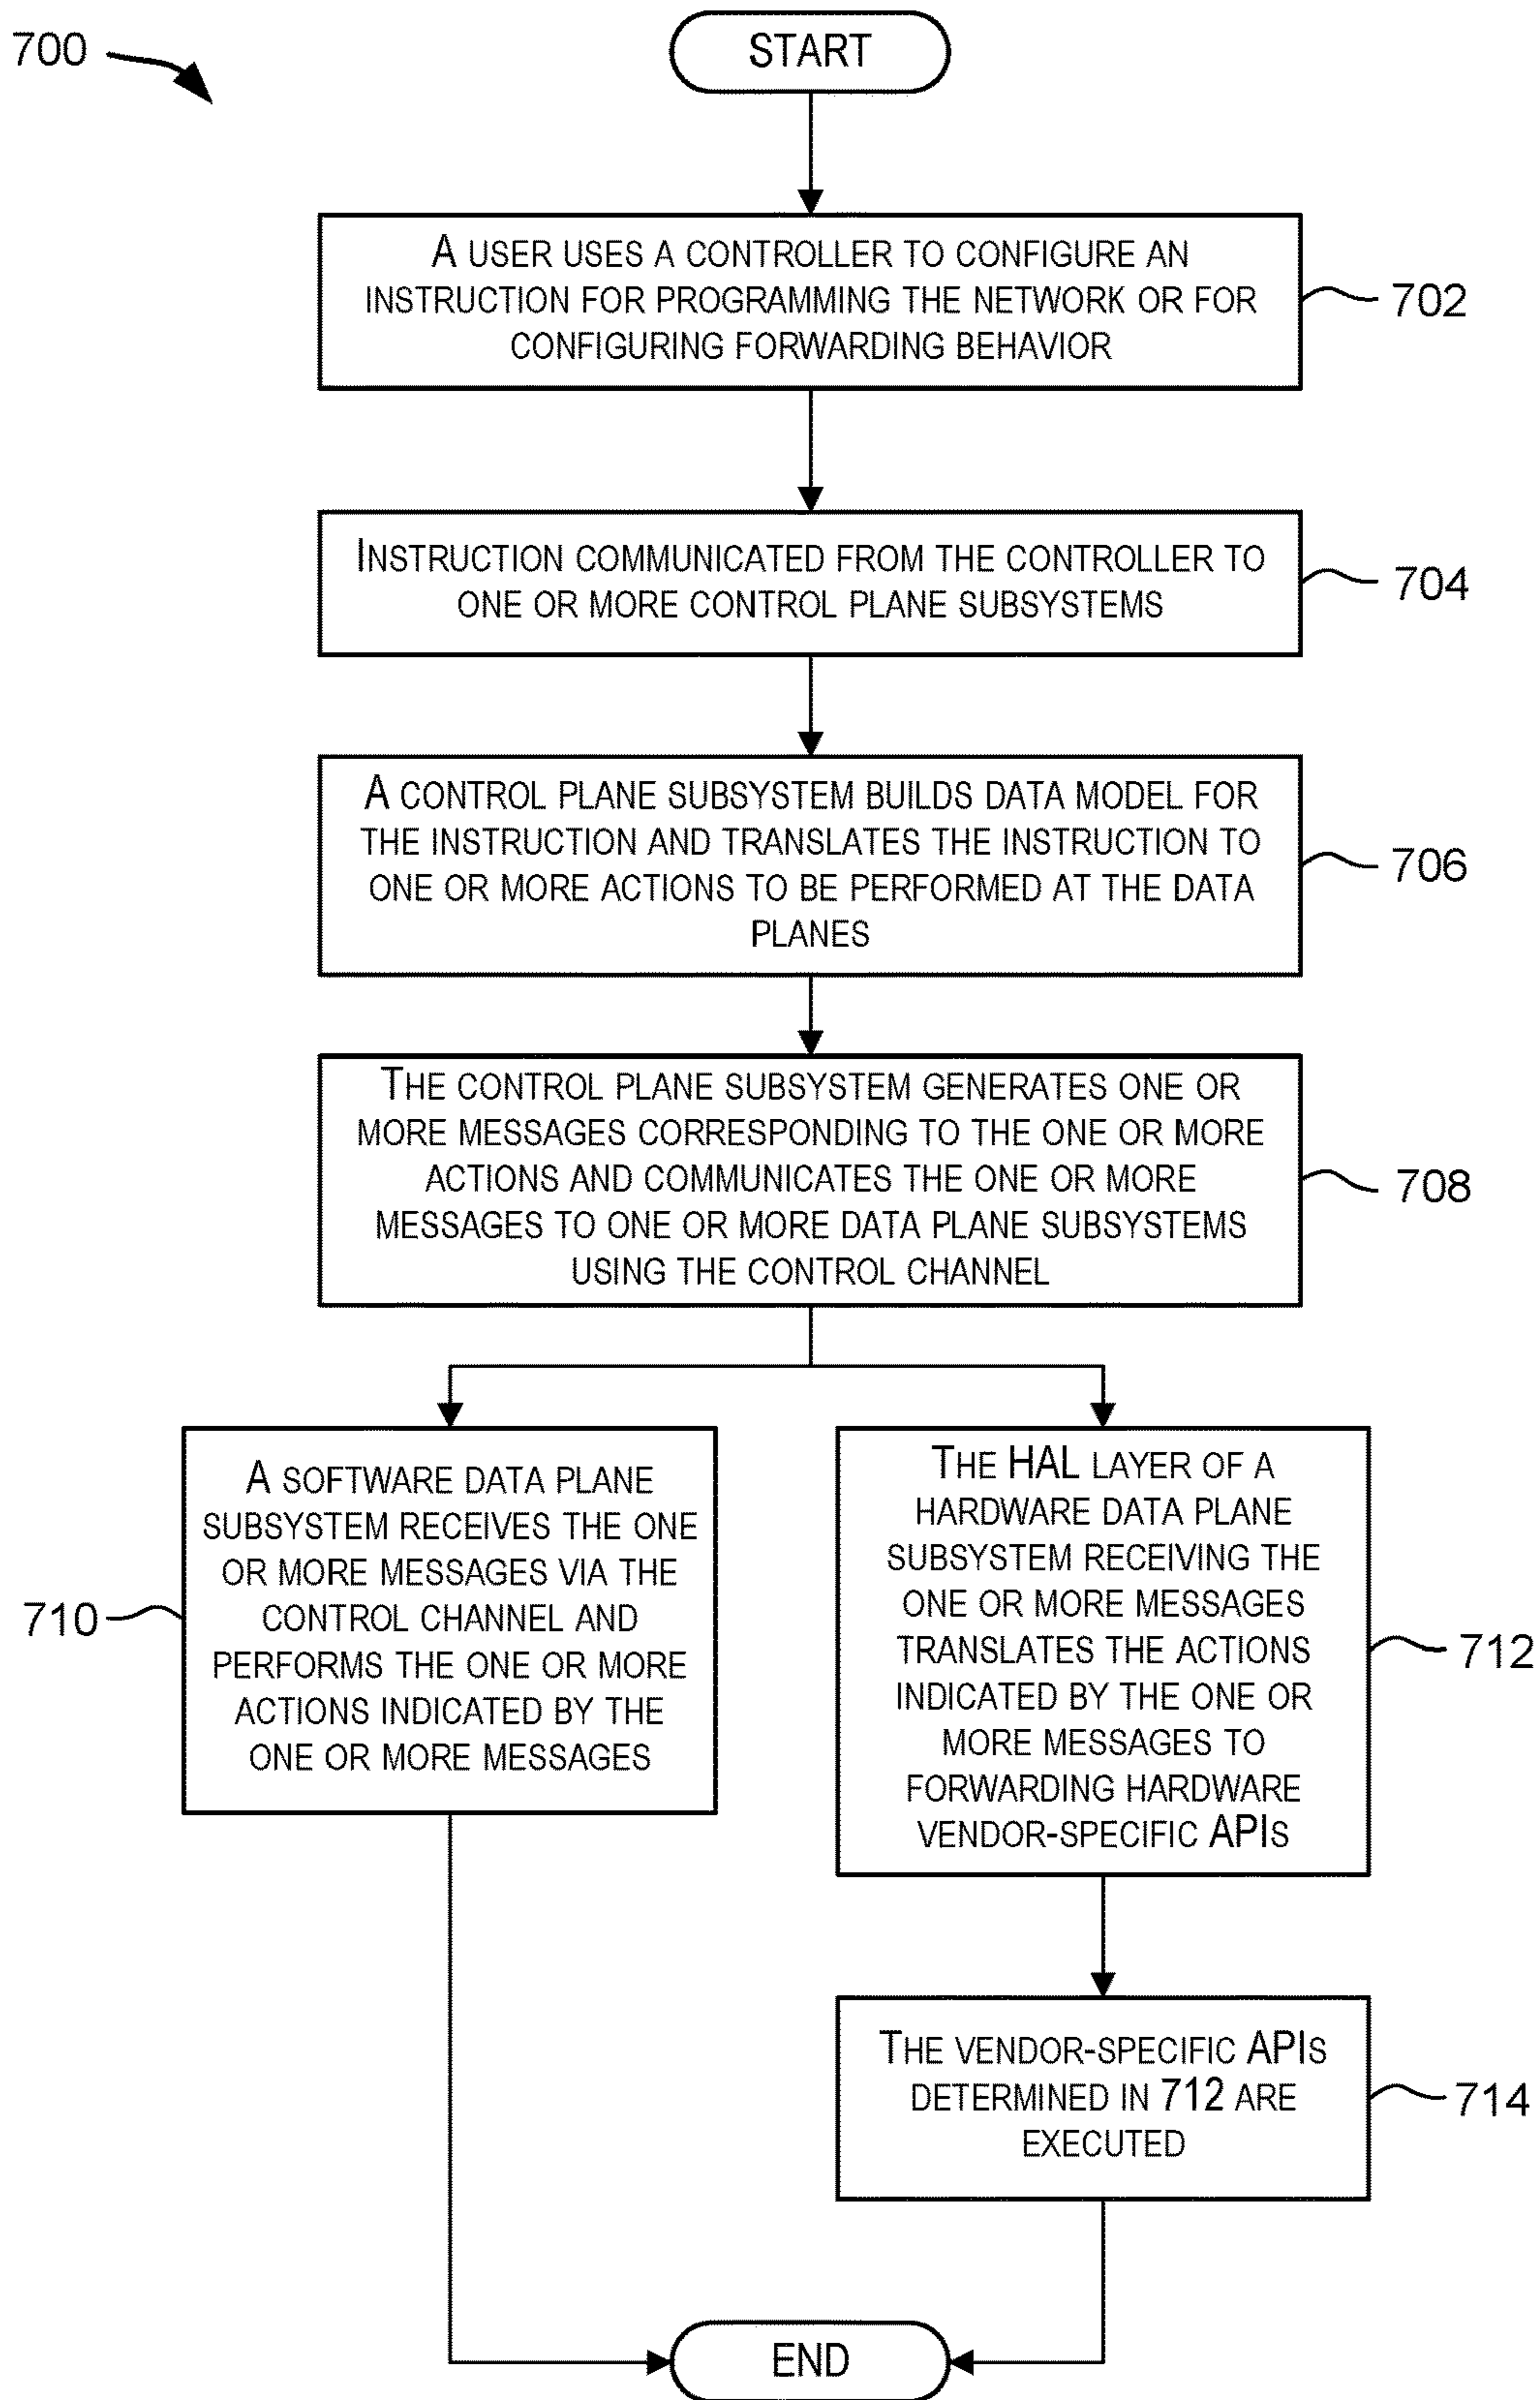 700
START
A USER USES A CONTROLLER TO CONFIGURE AN
INSTRUCTION FOR PROGRAMMING THE NETWORK OR FOR
CONFIGURING FORWARDING BEHAVIOR
702
INSTRUCTION COMMUNICATED FROM THE CONTROLLER TO
ONE OR MORE CONTROL PLANE SUBSYSTEMS
704
A CONTROL PLANE SUBSYSTEM BUILDS DATA MODEL FOR
THE INSTRUCTION AND TRANSLATES THE INSTRUCTION TO
ONE OR MORE ACTIONS TO BE PERFORMED AT THE DATA
PLANES
706
THE CONTROL PLANE SUBSYSTEM GENERATES ONE OR
MORE MESSAGES CORRESPONDING TO THE ONE OR MORE
ACTIONS AND COMMUNICATES THE ONE OR MORE
MESSAGES TO ONE OR MORE DATA PLANE SUBSYSTEMS
USING THE CONTROL CHANNEL
708
A SOFTWARE DATA PLANE
SUBSYSTEM RECEIVES THE ONE
OR MORE MESSAGES VIA THE
CONTROL CHANNEL AND
PERFORMS THE ONE OR MORE
ACTIONS INDICATED BY THE
ONE OR MORE MESSAGES
710
THE HAL LAYER OF A
HARDWARE DATA PLANE
SUBSYSTEM RECEIVING THE
ONE OR MORE MESSAGES
TRANSLATES THE ACTIONS
INDICATED BY THE ONE OR
MORE MESSAGES TO
FORWARDING HARDWARE
VENDOR-SPECIFIC APIS
712
THE VENDOR-SPECIFIC APIS
DETERMINED IN 712 ARE
EXECUTED
714
END